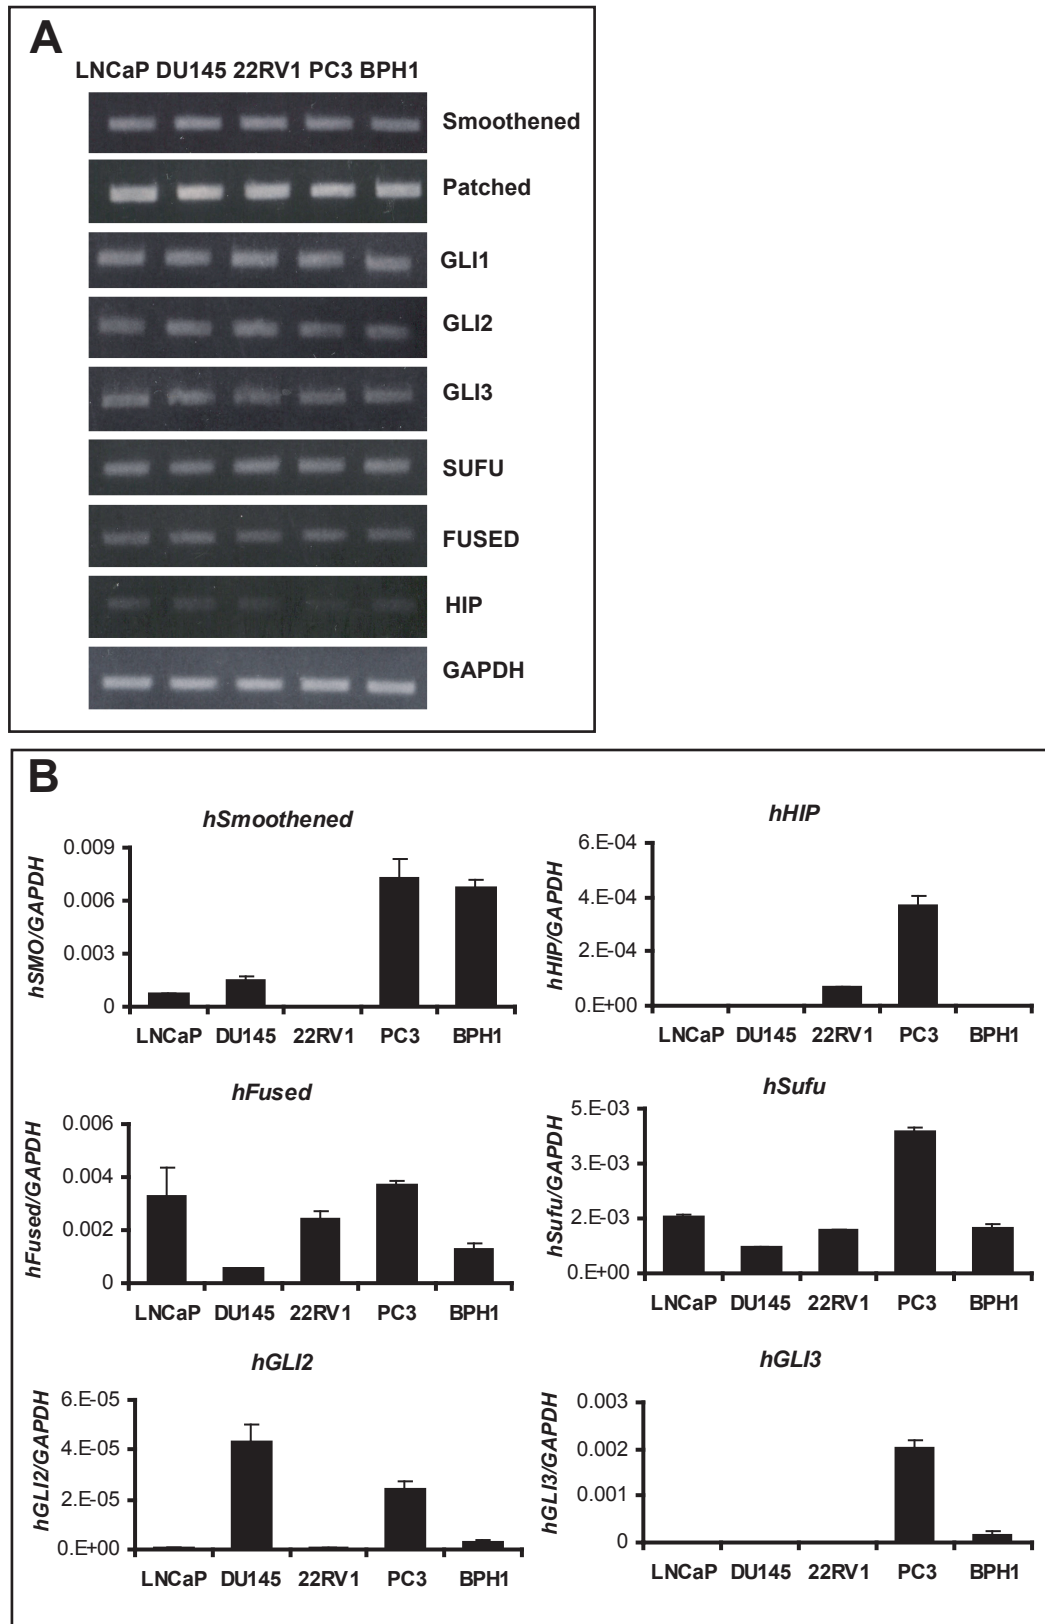 A
LNCaP DU145 22RV1 PC3 BPH1
Smoothened
Patched
GLI1
GLI2
GLI3
SUFU
FUSED
HIP
GAPDH
B
hSmoothened
hSMO/GAPDH
0.009
0.006
0.003
0
LNCaP DU145 22RV1 PC3 BPH1
hHIP
hHIP/GAPDH
6.E-04
4.E-04
2.E-04
0.E+00
LNCaP DU145 22RV1 PC3 BPH1
hFused
hFused/GAPDH
0.006
0.004
0.002
0
LNCaP DU145 22RV1 PC3 BPH1
hSufu
hSufu/GAPDH
5.E-03
3.E-03
2.E-03
0.E+00
LNCaP DU145 22RV1 PC3 BPH1
hGLI2
hGLI2/GAPDH
6.E-05
4.E-05
2.E-05
0.E+00
LNCaP DU145 22RV1 PC3 BPH1
hGLI3
hGLI3/GAPDH
0.003
0.002
0.001
0
LNCaP DU145 22RV1 PC3 BPH1